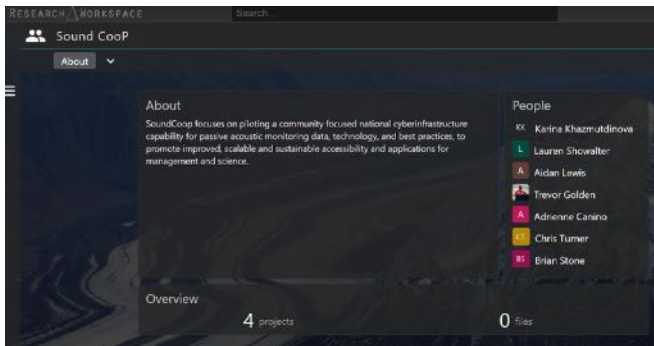 RESEARCH WORKSPACE
Search...
Sound CooP
About
About
SoundCoop focuses on piloting a community focused national cyberinfrastructure
capability for passive acoustic monitoring data, technology, and best practices, to
promote improved, scalable and sustainable accessibility and applications for
management and science.
People
KK Karina Khazmutdinova
L Lauren Showalter
A Aidan Lewis
Trevor Golden
A Adrienne Canino
CT Chris Turner
BS Brian Stone
Overview
4 projects
0 files